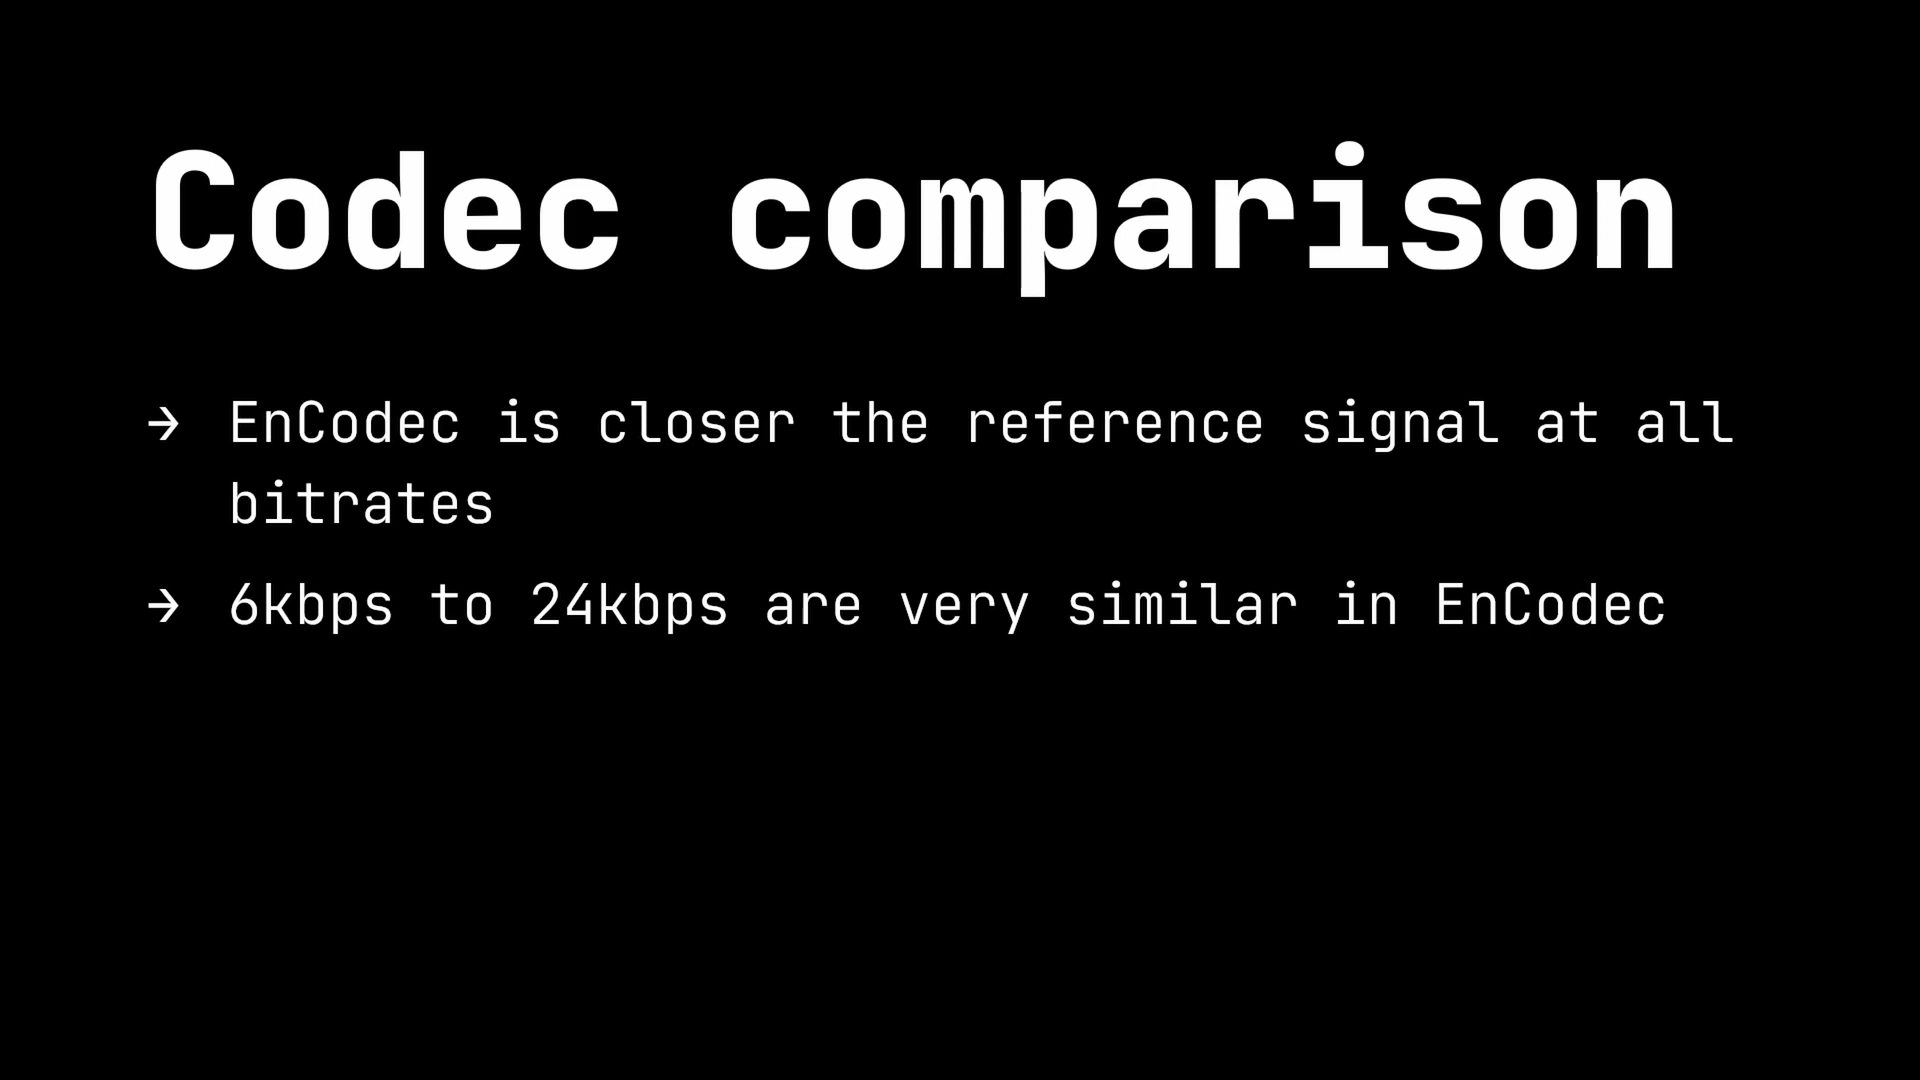 Codec comparison
→ EnCodec is closer the reference signal at all
bitrates
→ 6kbps to 24kbps are very similar in EnCodec